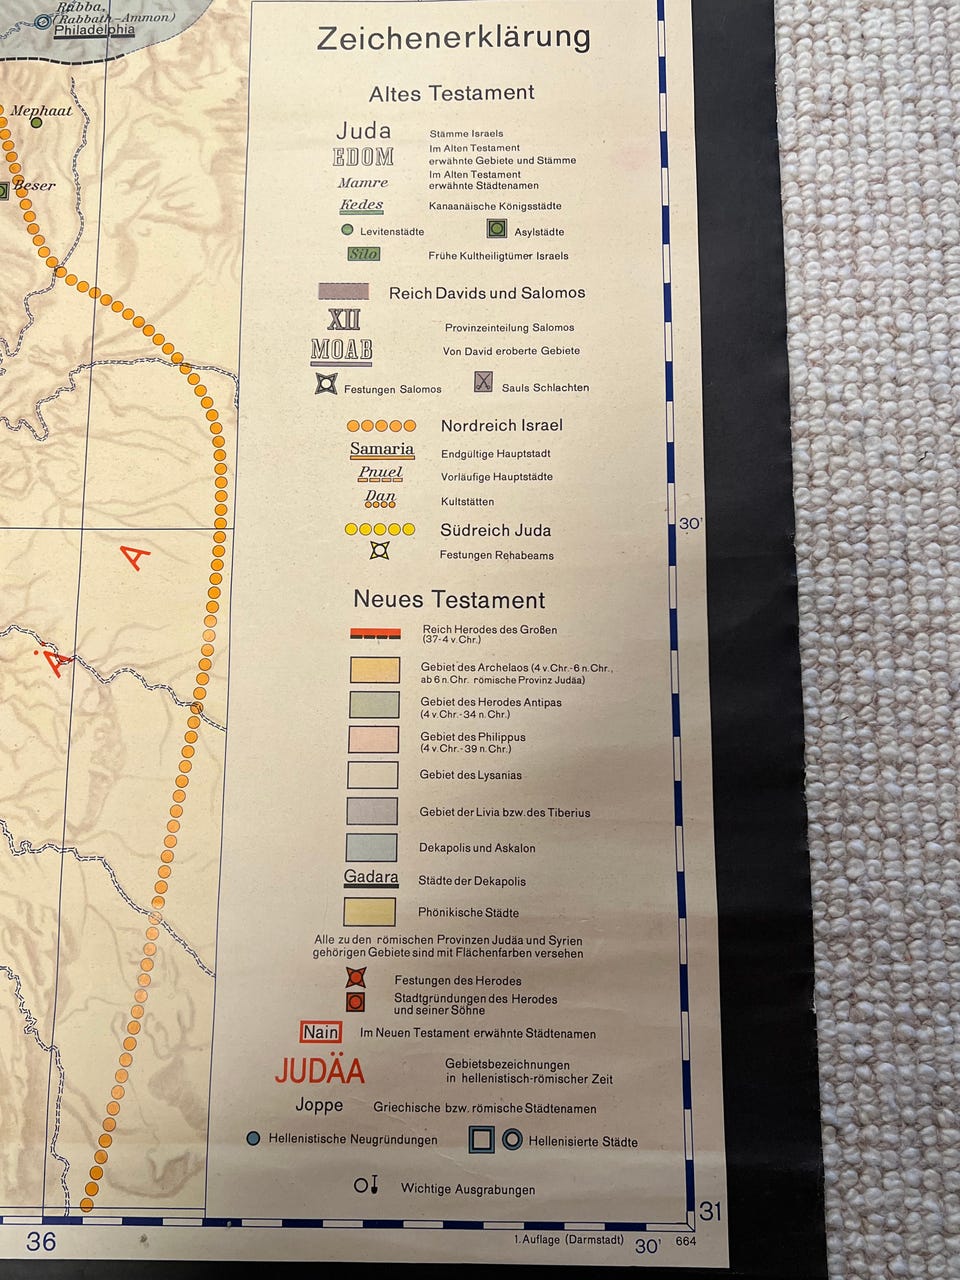 Rabba,
(Rabbath-Ammon)
Philadelphia
Mephaat
Beser
Zeichenerklärung
Altes Testament
Juda Stämme Israels
EDOM Im Alten Testament
erwähnte Gebiete und Stämme
Mamre Im Alten Testament
erwähnte Städtenamen
Kedes Kanaanäische Königsstädte
Levitenstädte Asylstädte
Silo Frühe Kultheiligtümer Israels
Reich Davids und Salomos
XII Provinzeinteilung Salomos
MOAB Von David eroberte Gebiete
Festungen Salomos Sauls Schlachten
Nordreich Israel
Samaria Endgültige Hauptstadt
Pnuel Vorläufige Hauptstädte
Dan Kultstätten
Südreich Juda
30'
Festungen Rehabeams
A
Neues Testament
Reich Herodes des Großen
(37-4 v. Chr.)
Ä
Gebiet des Archelaos (4 v. Chr.-6 n. Chr.,
ab 6 n. Chr. römische Provinz Judäa)
Gebiet des Herodes Antipas
(4 v. Chr.-34 n. Chr.)
Gebiet des Philippus
(4 v. Chr.-39 n. Chr.)
Gebiet des Lysanias
Gebiet der Livia bzw. des Tiberius
Dekapolis und Askalon
Gadara Städte der Dekapolis
Phönikische Städte
Alle zu den römischen Provinzen Judäa und Syrien
gehörigen Gebiete sind mit Flächenfarben versehen
Festungen des Herodes
Stadtgründungen des Herodes
und seiner Söhne
Nain Im Neuen Testament erwähnte Städtenamen
JUDÄA Gebietsbezeichnungen
in hellenistisch-römischer Zeit
Joppe Griechische bzw. römische Städtenamen
Hellenistische Neugründungen Hellenisierte Städte
Wichtige Ausgrabungen
31
36
1. Auflage (Darmstadt) 30' 664